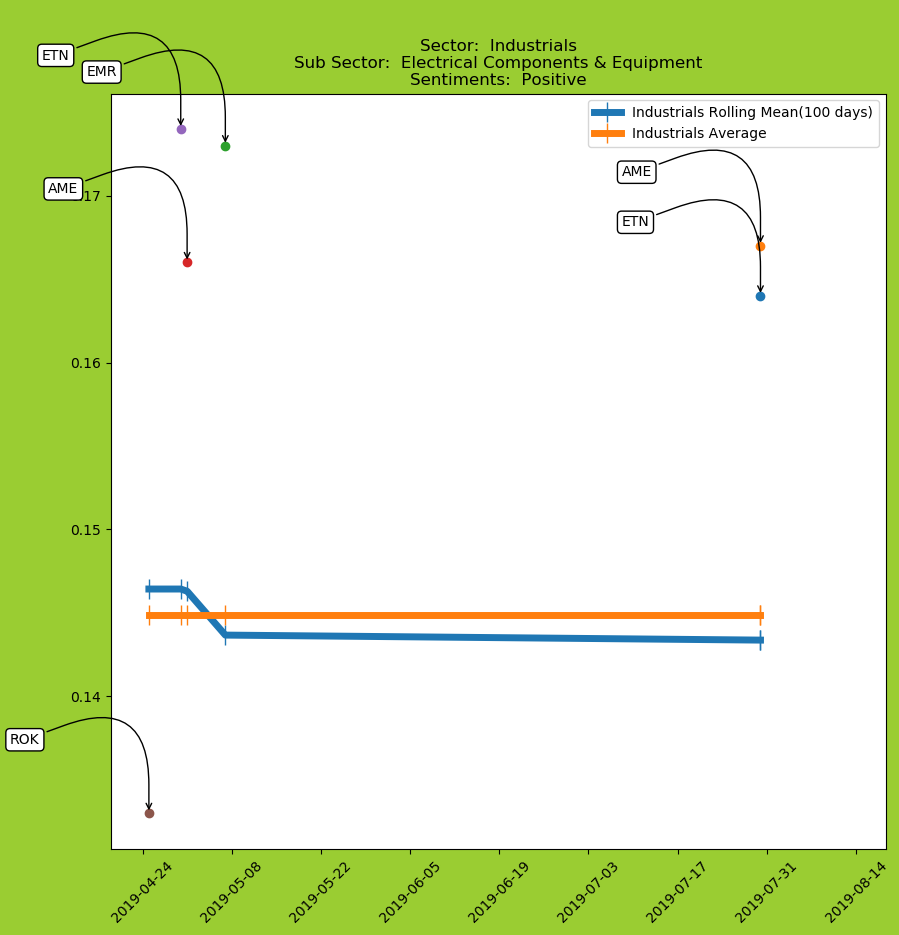 Sector:  Industrials
Sub Sector:  Electrical Components & Equipment
Sentiments:  Positive
ETN
EMR
Industrials Rolling Mean(100 days)
Industrials Average
AME
AME
ETN
17
0.16
0.15
0.14
ROK
2019-04-24
2019-05-08
2019-05-22
2019-06-05
2019-06-19
2019-07-03
2019-07-17
2019-07-31
2019-08-14